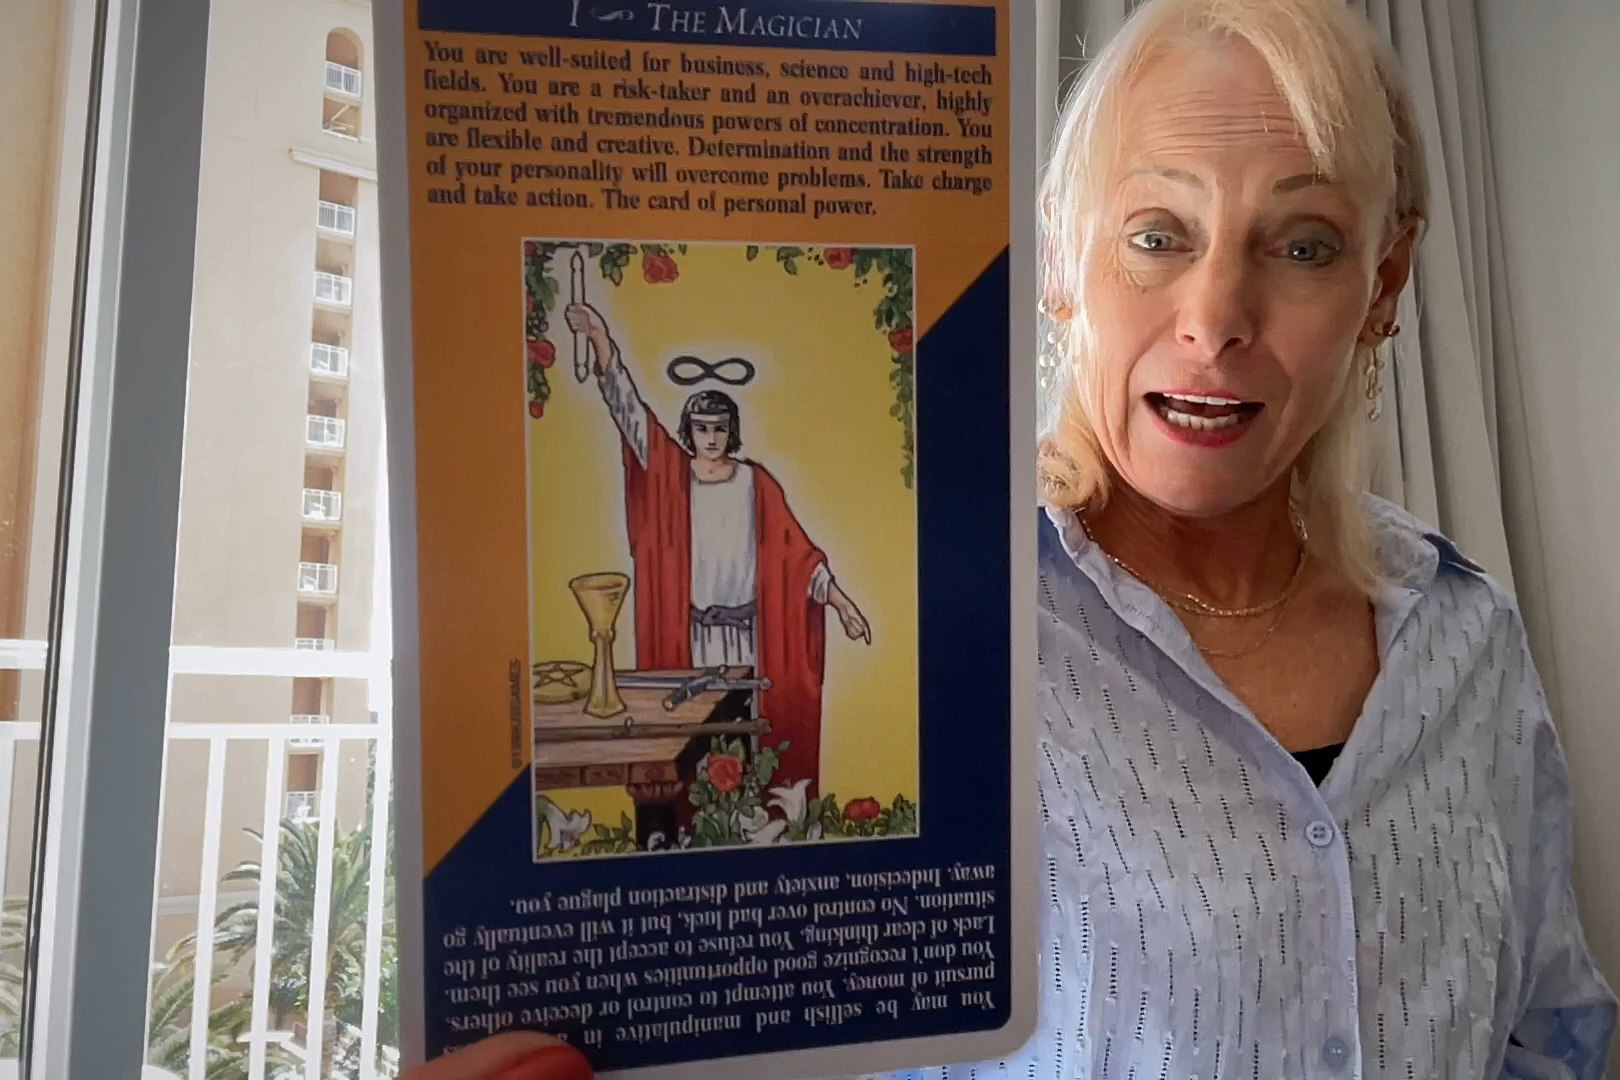 I THE MAGICIAN
You are well-suited for business, science and high-tech
fields. You are a risk-taker and an overachiever, highly
organized with tremendous powers of concentration. You
are flexible and creative. Determination and the strength
of your personality will overcome problems. Take charge
and take action. The card of personal power.
You may be selfish and manipulative in
pursuit of money. You attempt to control or deceive others.
You don't recognize good opportunities when you see them.
Lack of clear thinking. You refuse to accept the reality of the
situation. No control over bad luck, but it will eventually go
away. Indecision, anxiety and distraction plague you.